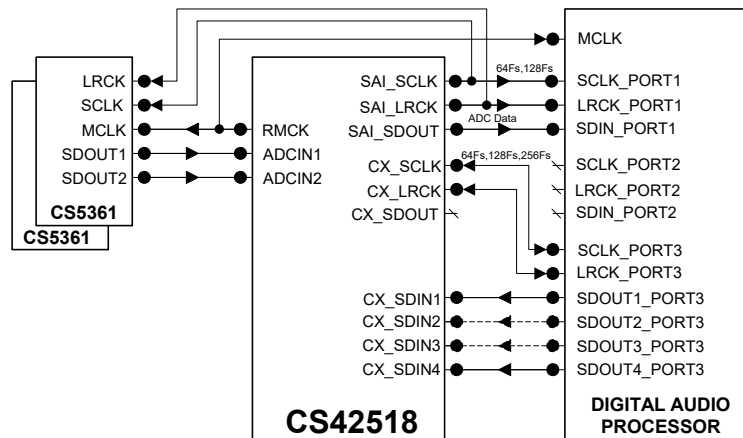 LRCK
SCLK
MCLK
SDOUT1
SDOUT2
CS5361
CS5361
RMCK
ADCIN1
ADCIN2
SAI_SCLK
SAI_LRCK
SAI_SDOUT
CX_SCLK
CX_LRCK
CX_SDOUT
CX_SDIN1
CX_SDIN2
CX_SDIN3
CX_SDIN4
CS42518
64Fs,128Fs
ADC Data
64Fs,128Fs,256Fs
MCLK
SCLK_PORT1
LRCK_PORT1
SDIN_PORT1
SCLK_PORT2
LRCK_PORT2
SDIN_PORT2
SCLK_PORT3
LRCK_PORT3
SDOUT1_PORT3
SDOUT2_PORT3
SDOUT3_PORT3
SDOUT4_PORT3
DIGITAL AUDIO
PROCESSOR